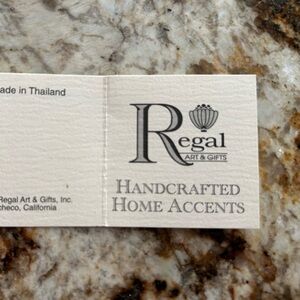 ade in Thailand
Regal Art & Gifts, Inc.
checo, California
Regal
ART & GIFTS
HANDCRAFTED
HOME ACCENTS